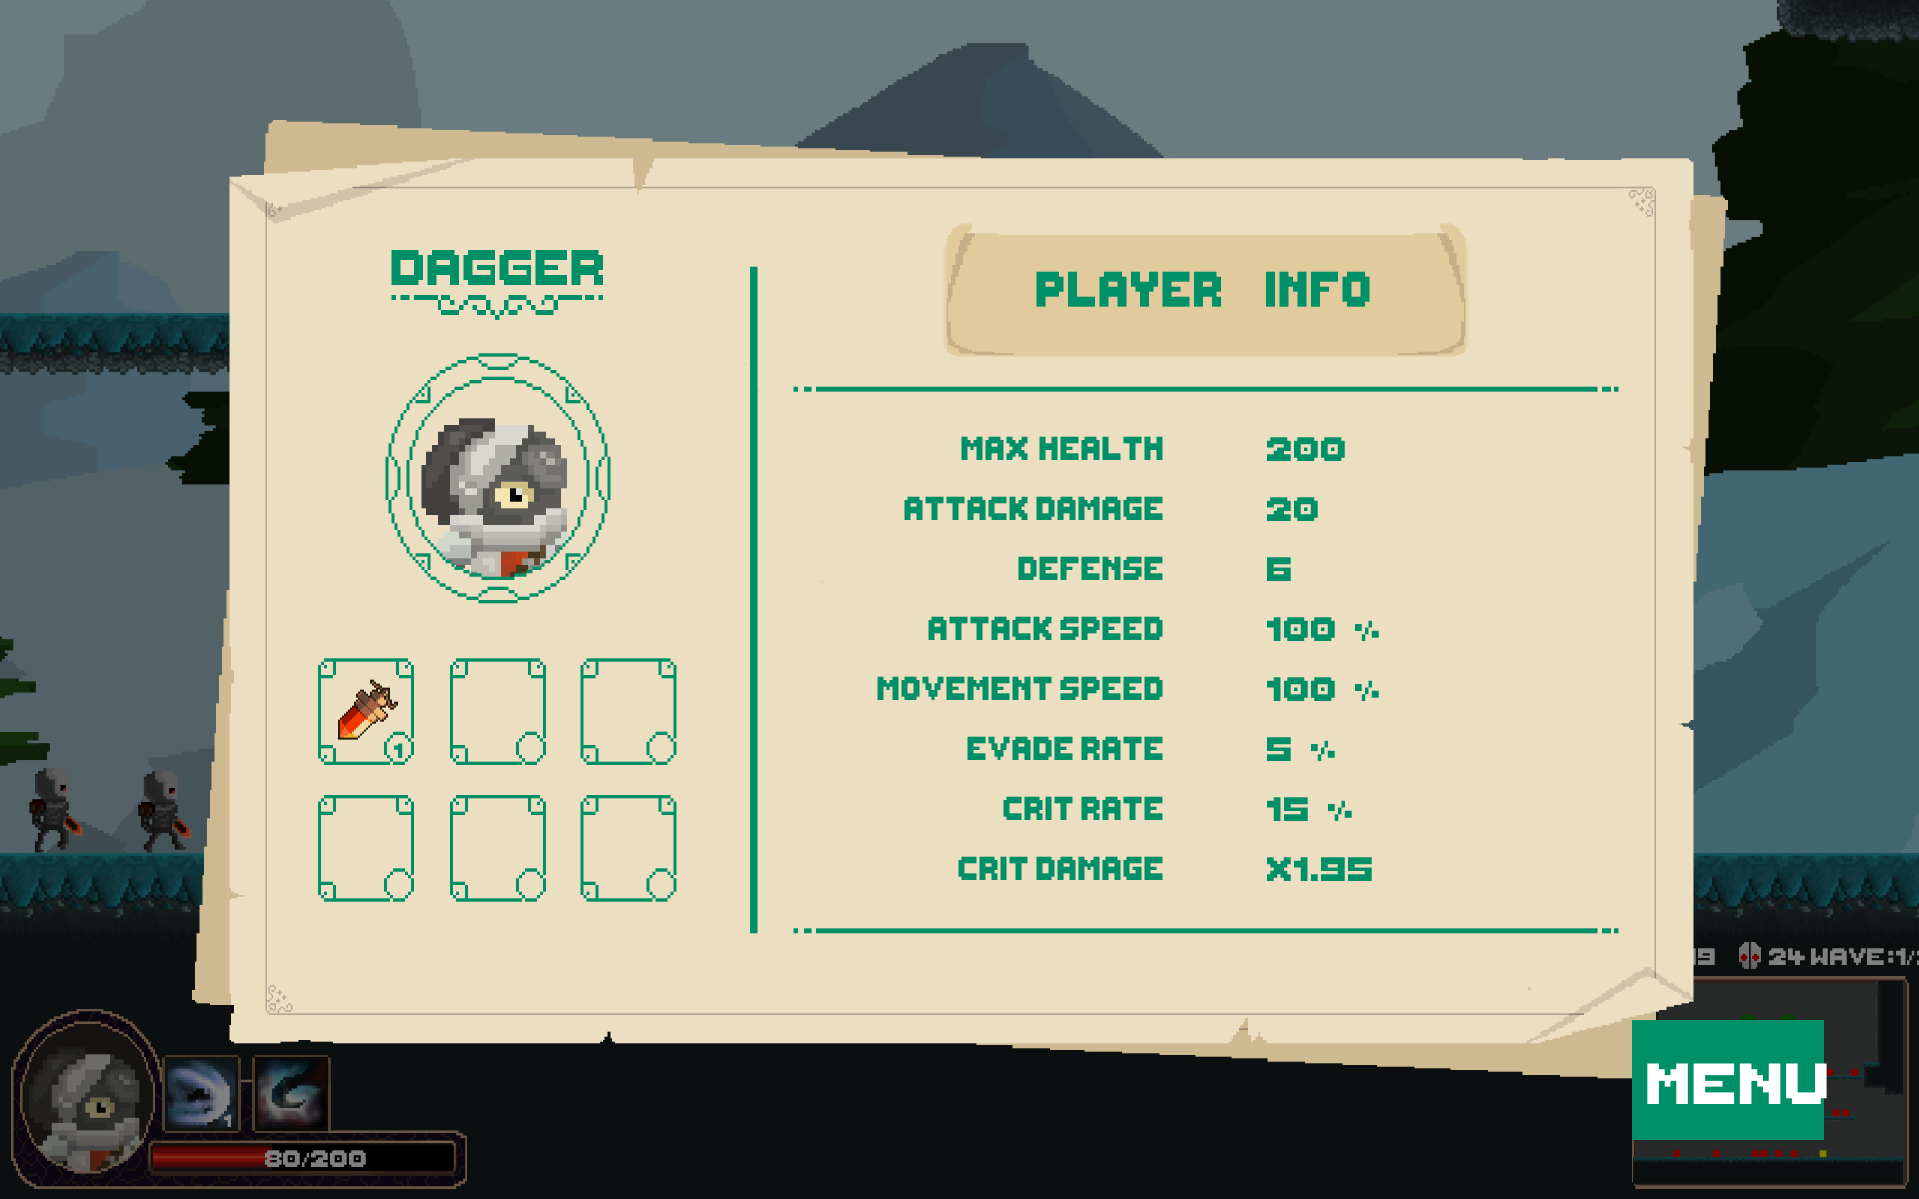 DAGGER
PLAYER INFO
MAX HEALTH 200
ATTACK DAMAGE 20
DEFENSE 6
ATTACK SPEED 100 %
MOVEMENT SPEED 100 %
EVADE RATE 5 %
CRIT RATE 15 %
CRIT DAMAGE X1.95
1
24 WAVE:1/
MENU
1
80/200